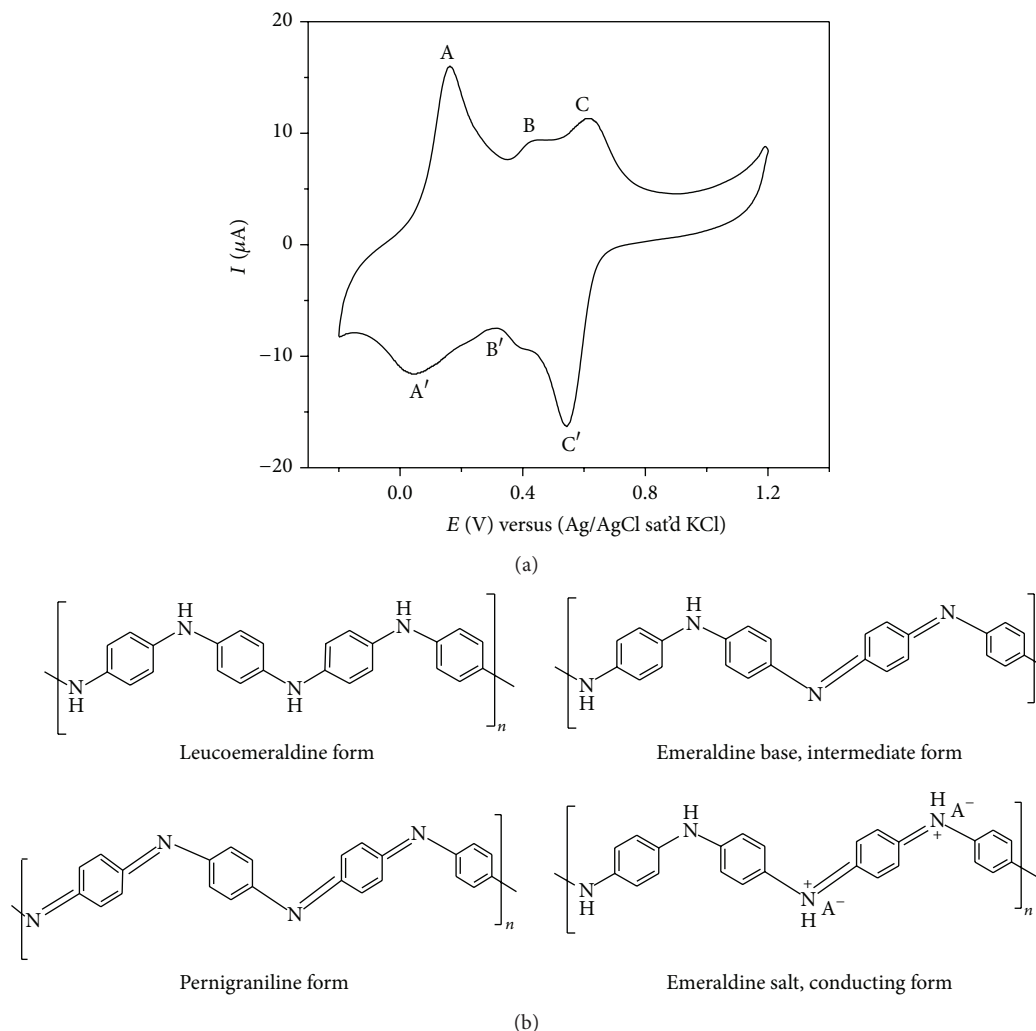 20
10
0
−10
−20
I (μA)
A
B
C
A′
B′
C′
0.0 0.4 0.8 1.2
E (V) versus (Ag/AgCl sat'd KCl)
(a)
H
N
N
H
N
H
H
N
n
Leucoemeraldine form
H
N
N
H
N
N
n
Emeraldine base, intermediate form
N
N
N
N
n
Pernigraniline form
H
N
N
H
+
N
H
A−
H
N
+
A−
n
Emeraldine salt, conducting form
(b)